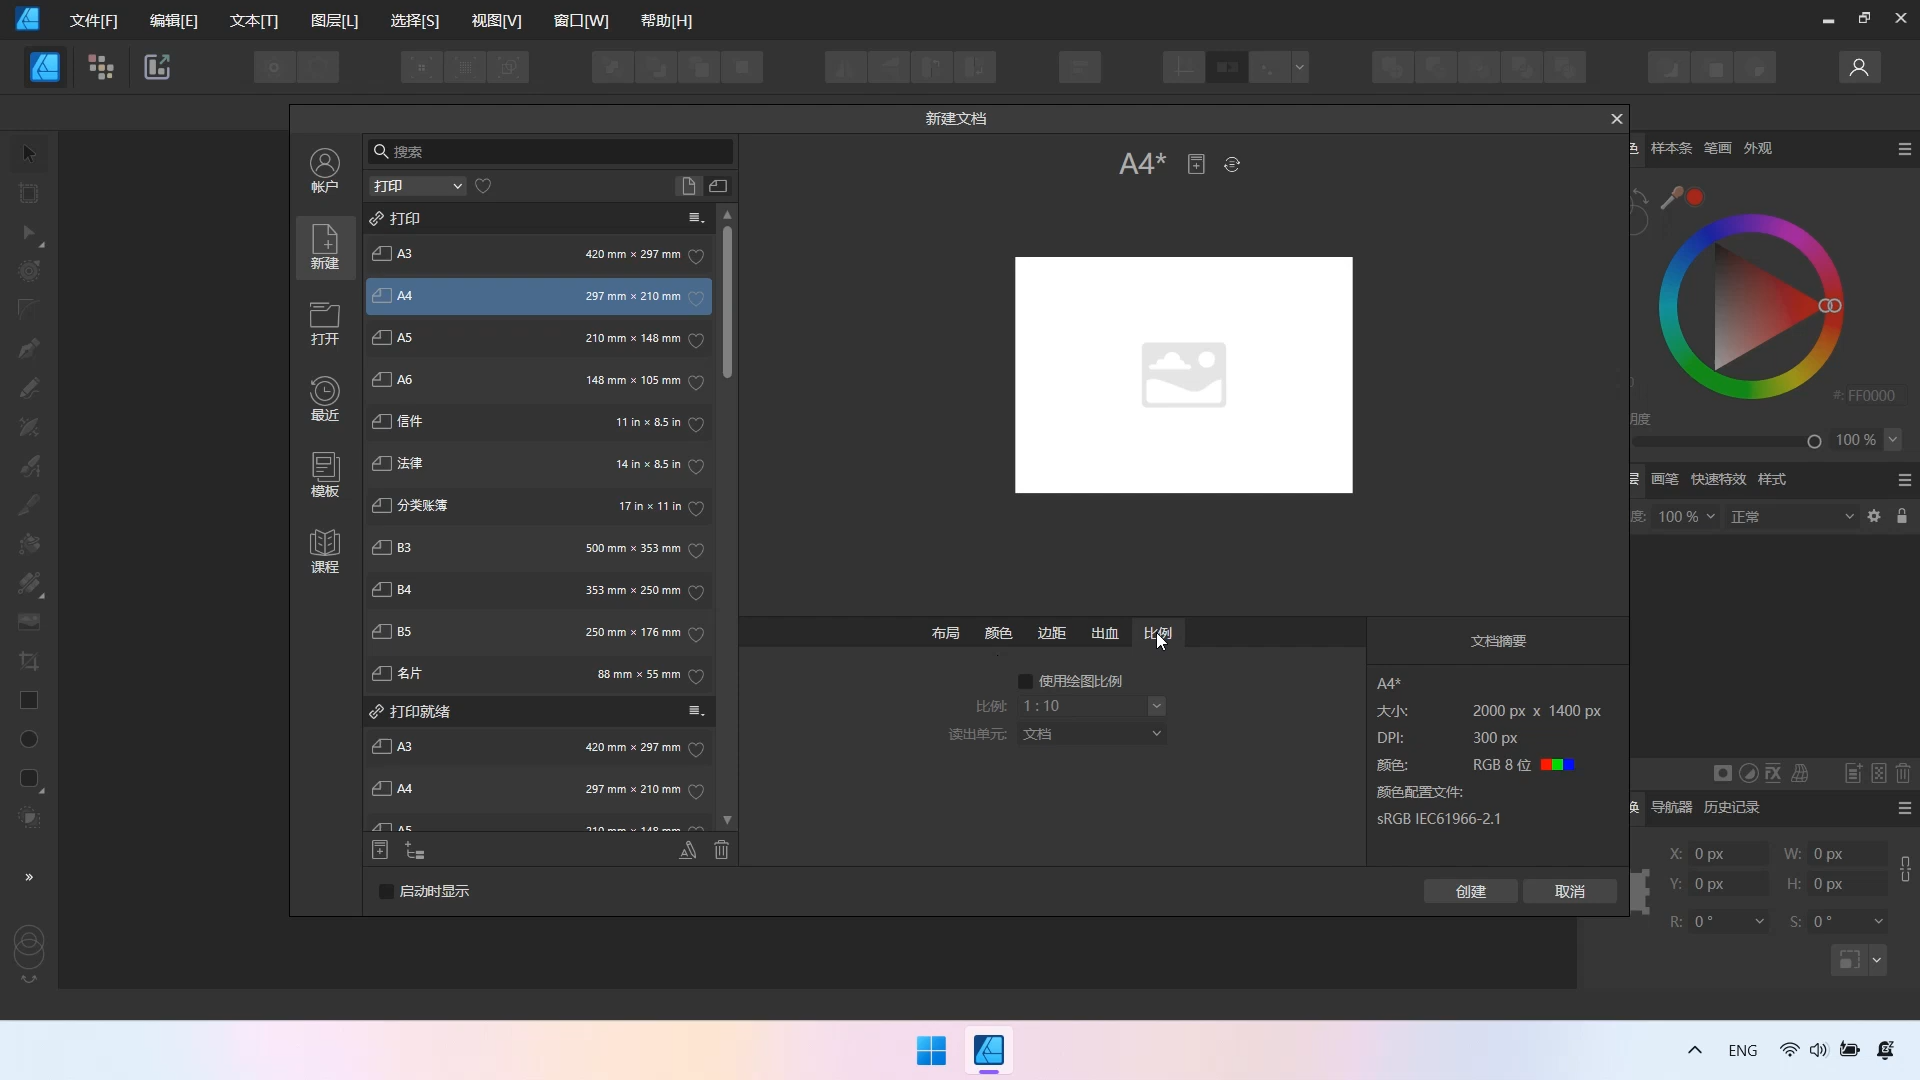 文件[F] 编辑[E] 文本[T] 图层[L] 选择[S] 视图[V] 窗口[W] 帮助[H]
新建文档
帐户
新建
打开
最近
模板
课程
搜索
打印
打印
A3 420 mm × 297 mm
A4 297 mm × 210 mm
A5 210 mm × 148 mm
A6 148 mm × 105 mm
信件 11 in × 8.5 in
法律 14 in × 8.5 in
分类账簿 17 in × 11 in
B3 500 mm × 353 mm
B4 353 mm × 250 mm
B5 250 mm × 176 mm
名片 88 mm × 55 mm
打印就绪
A3 420 mm × 297 mm
A4 297 mm × 210 mm
A5 210 mm × 148 mm
启动时显示
A4*
布局 颜色 边距 出血 比例
使用绘图比例
比例: 1 : 10
读出单元: 文档
文档摘要
A4*
大小: 2000 px x 1400 px
DPI: 300 px
颜色: RGB 8 位
颜色配置文件:
sRGB IEC61966-2.1
创建 取消
色 样本条 笔画 外观
#: FF0000
明度
100 %
层 画笔 快速特效 样式
度: 100 % 正常
换 导航器 历史记录
X: 0 px W: 0 px
Y: 0 px H: 0 px
R: 0 ° S: 0 °
ENG